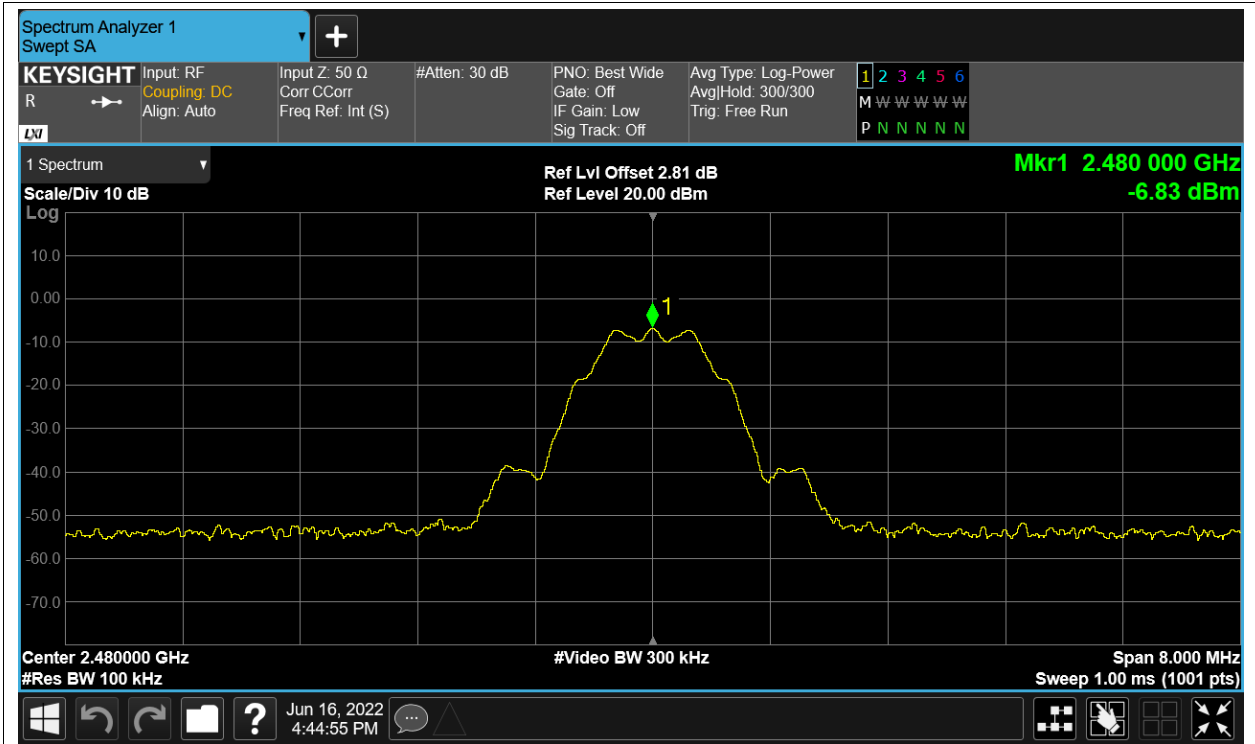 Spectrum Analyzer 1
Swept SA
KEYSIGHT
R
LXI
Input: RF
Coupling: DC
Align: Auto
Input Z: 50 Ω
Corr CCorr
Freq Ref: Int (S)
#Atten: 30 dB
PNO: Best Wide
Gate: Off
IF Gain: Low
Sig Track: Off
Avg Type: Log-Power
Avg|Hold: 300/300
Trig: Free Run
1 2 3 4 5 6
M W W W W W
P N N N N N
1 Spectrum
Scale/Div 10 dB
Log
Ref Lvl Offset 2.81 dB
Ref Level 20.00 dBm
Mkr1 2.480 000 GHz
-6.83 dBm
10.0
0.00
1
-10.0
-20.0
-30.0
-40.0
-50.0
-60.0
-70.0
Center 2.480000 GHz
#Video BW 300 kHz
Span 8.000 MHz
#Res BW 100 kHz
Sweep 1.00 ms (1001 pts)
?
Jun 16, 2022
4:44:55 PM